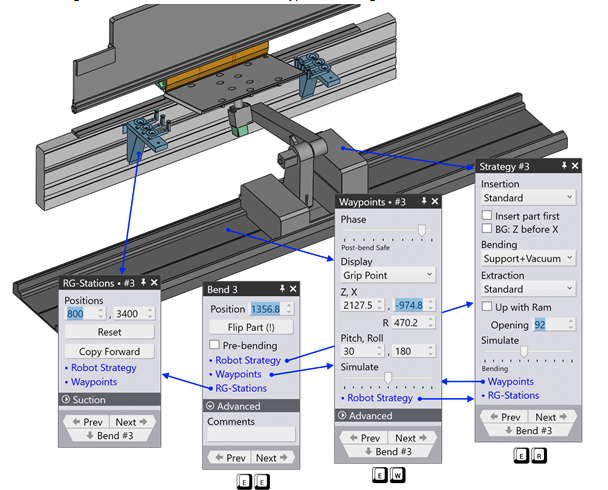 Strategy #3
Insertion
Standard
Insert part first
BG: Z before X
Bending
Support+Vacuum
Extraction
Standard
Up with Ram
Opening 92
Simulate
Bending
• Waypoints
• RG-Stations
Prev Next
Bend #3
E R
Waypoints • #3
Phase
Post-bend Safe
Display
Grip Point
Z, X
2127.5 , -974.8
R 470.2
Pitch, Roll
30 , 180
Simulate
• Robot Strategy
Advanced
Prev Next
Bend #3
E W
RG-Stations • #3
Positions
800 , 3400
Reset
Copy Forward
• Robot Strategy
• Waypoints
Suction
Prev Next
Bend #3
Bend 3
Position 1356.8
Flip Part (!)
Pre-bending
• Robot Strategy
• Waypoints
• RG-Stations
Advanced
Comments
Prev Next
E E